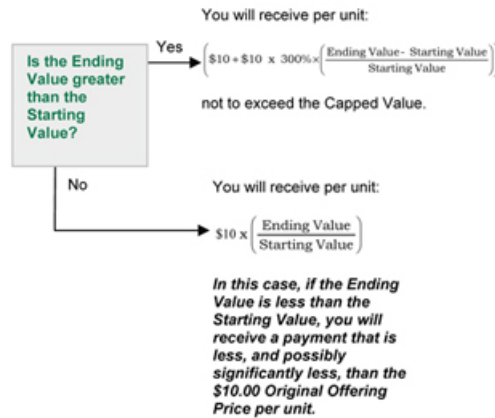 You will receive per unit:
Is the Ending
Value greater
than the
Starting
Value?
Yes
($10 + $10 x 300% × (Ending Value - Starting Value / Starting Value))
not to exceed the Capped Value.
No
You will receive per unit:
$10 x (Ending Value / Starting Value)
In this case, if the Ending
Value is less than the
Starting Value, you will
receive a payment that is
less, and possibly
significantly less, than the
$10.00 Original Offering
Price per unit.